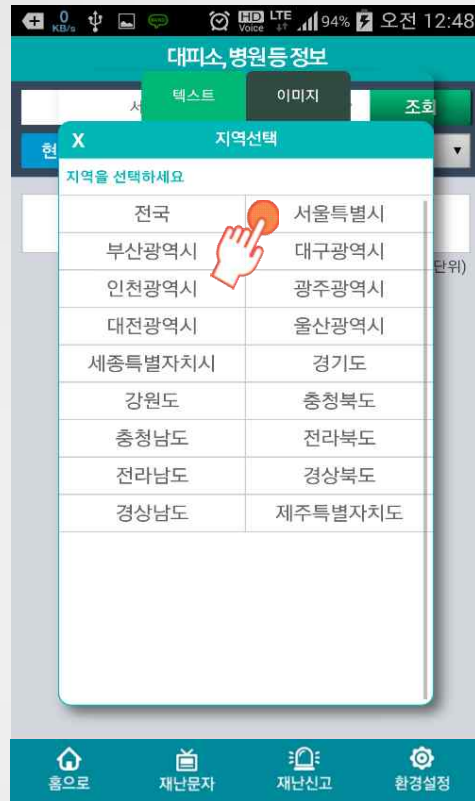 0 KB/s HD Voice LTE 94% 오전 12:48
대피소, 병원 등 정보
텍스트 이미지
조회
현
X 지역선택
지역을 선택하세요
전국 서울특별시
부산광역시 대구광역시
단위)
인천광역시 광주광역시
대전광역시 울산광역시
세종특별자치시 경기도
강원도 충청북도
충청남도 전라북도
전라남도 경상북도
경상남도 제주특별자치도
홈으로 재난문자 재난신고 환경설정